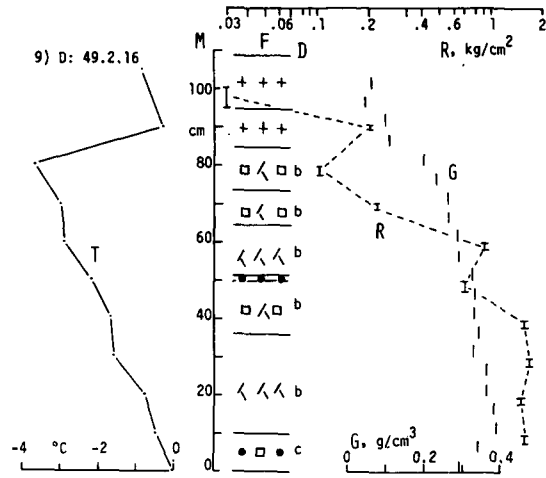 .03 .06 .1 .2 .6 1 2
M F D R, kg/cm²
9) D: 49.2.16
100
cm
80
60
40
20
0
+ + +
+ + +
b
b
b
b
b
c
G
R
T
-4 °C -2 0
G, g/cm³
0 0.2 0.4